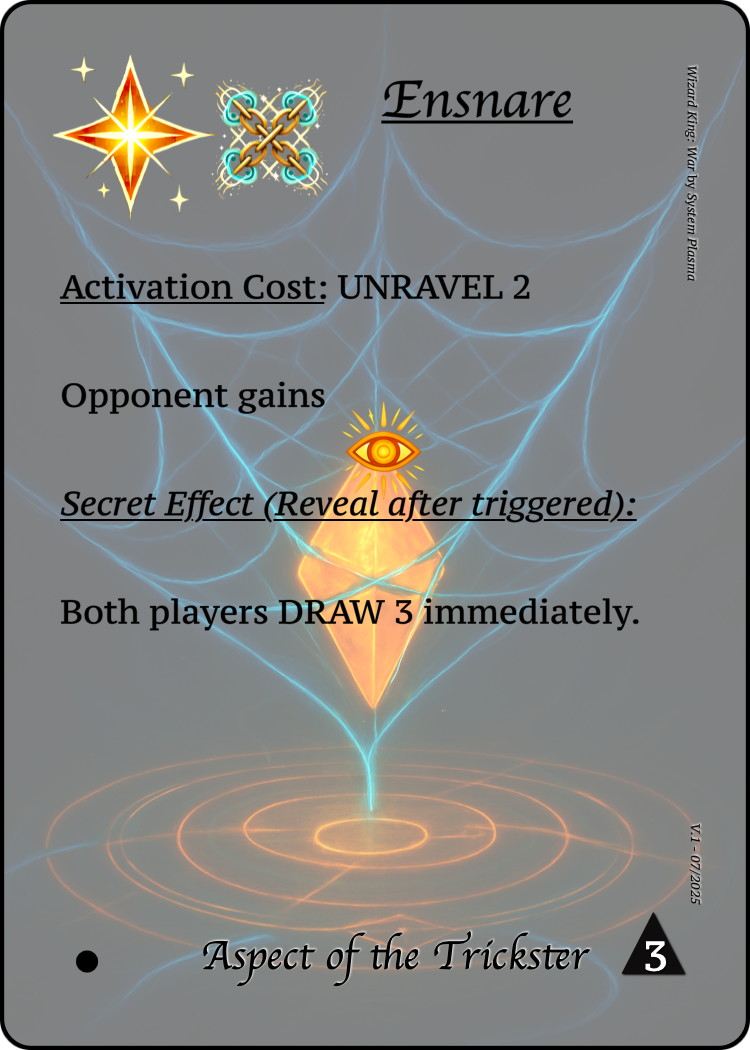 Ensnare
Wizard King: War by System Plasma
Activation Cost: UNRAVEL 2
Opponent gains
Secret Effect (Reveal after triggered):
Both players DRAW 3 immediately.
V.1 - 07/2025
Aspect of the Trickster
3